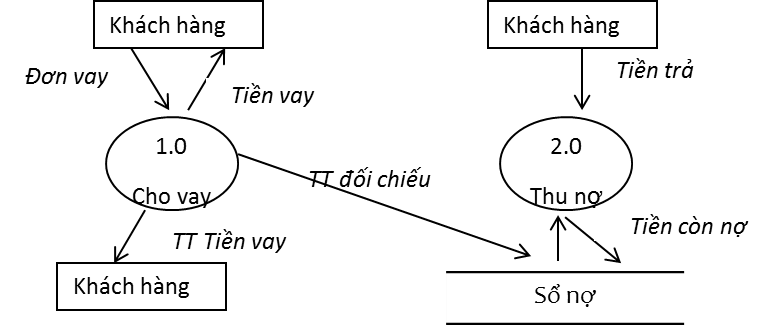 Khách hàng
Khách hàng
Đơn vay
Tiền vay
Tiền trả
1.0
Cho vay
2.0
Thu nợ
TT đối chiếu
TT Tiền vay
Tiền còn nợ
Khách hàng
Sổ nợ